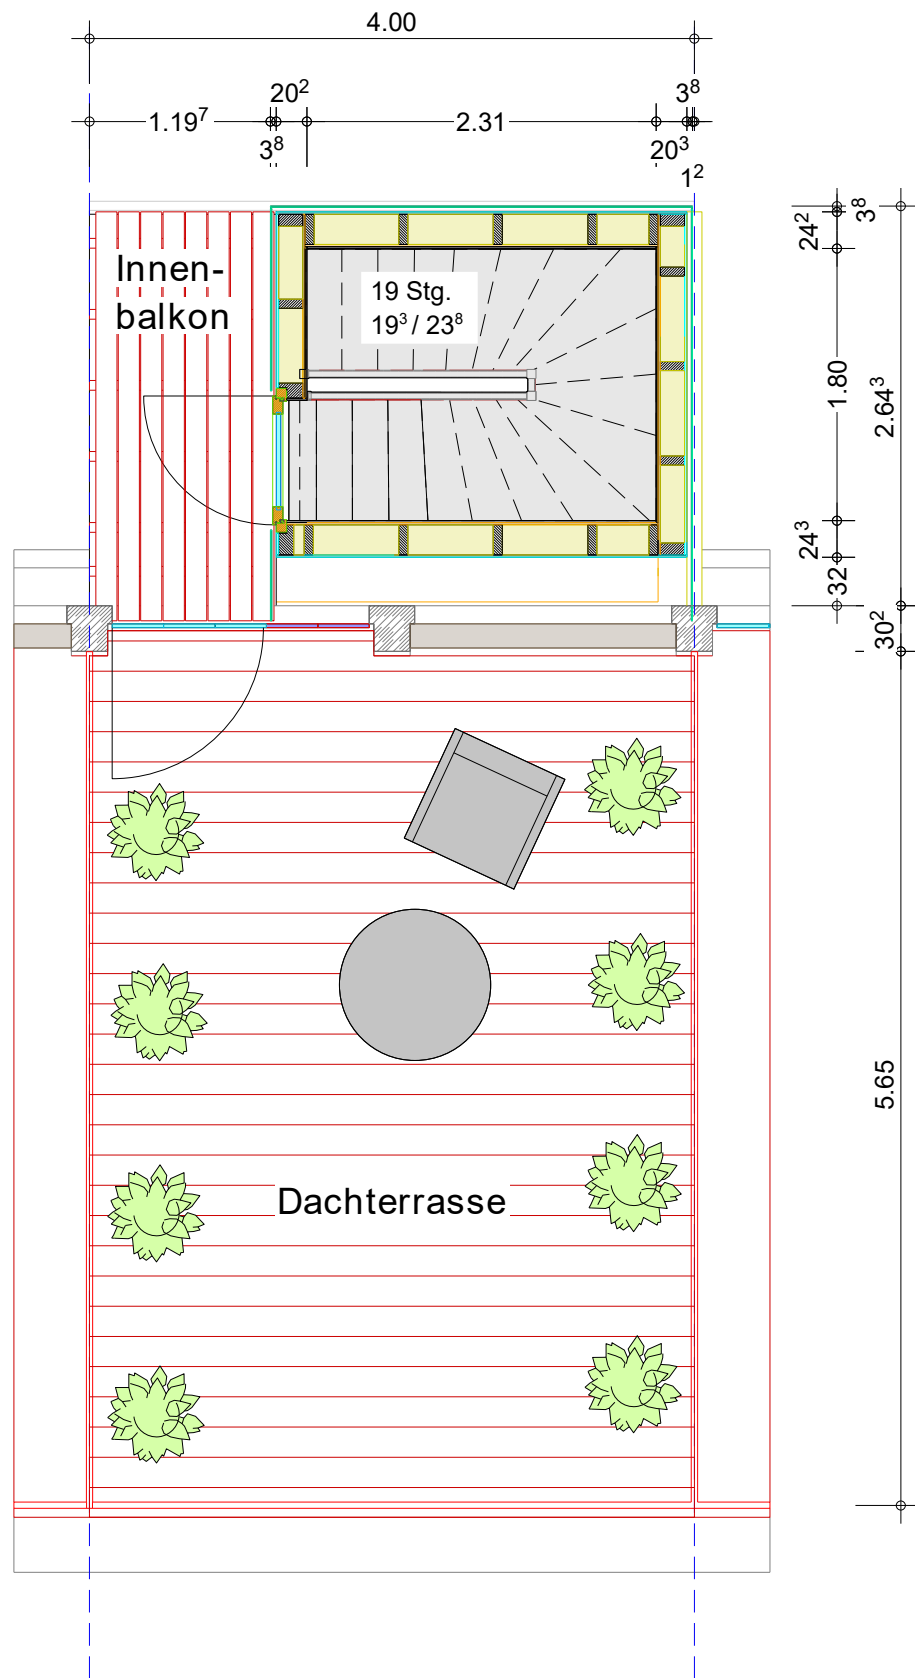 4.00
20² 3⁸
1.19⁷ 2.31
3⁸ 20³
1²
Innen-
balkon
19 Stg.
19³ / 23⁸
24² 3⁸
1.80 2.64³
24³
32
30²
5.65
Dachterrasse